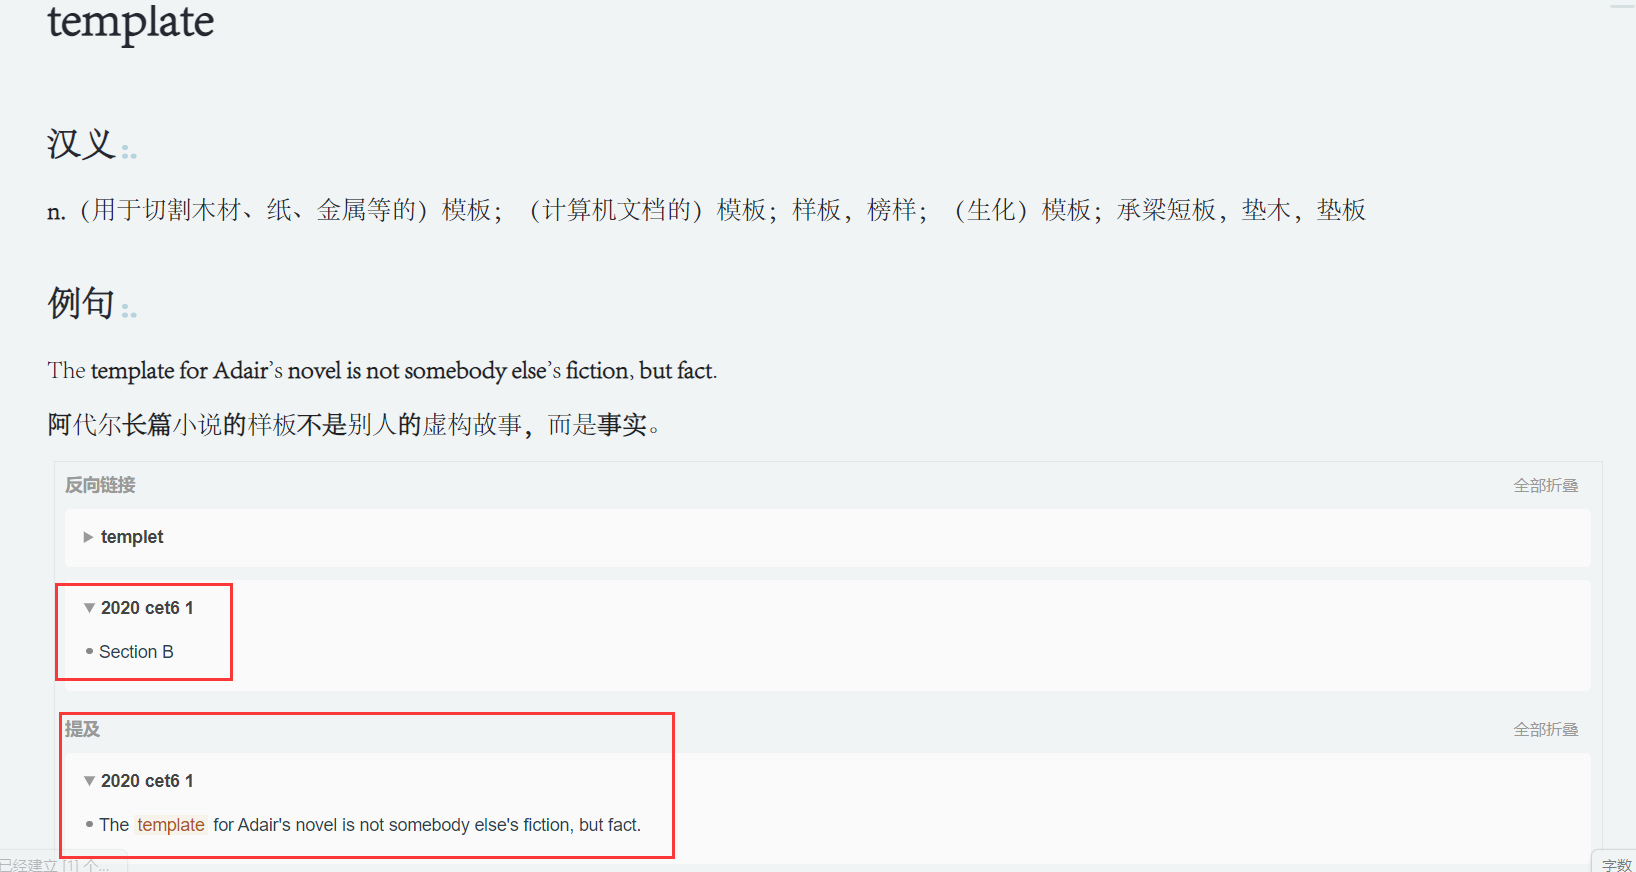 template
汉义
n.（用于切割木材、纸、金属等的）模板；（计算机文档的）模板；样板，榜样；（生化）模板；承梁短板，垫木，垫板
例句
The template for Adair’s novel is not somebody else’s fiction, but fact.
阿代尔长篇小说的样板不是别人的虚构故事，而是事实。
反向链接 全部折叠
templet
2020 cet6 1
Section B
提及 全部折叠
2020 cet6 1
The template for Adair's novel is not somebody else's fiction, but fact.
已经建立 [1] 个...
字数